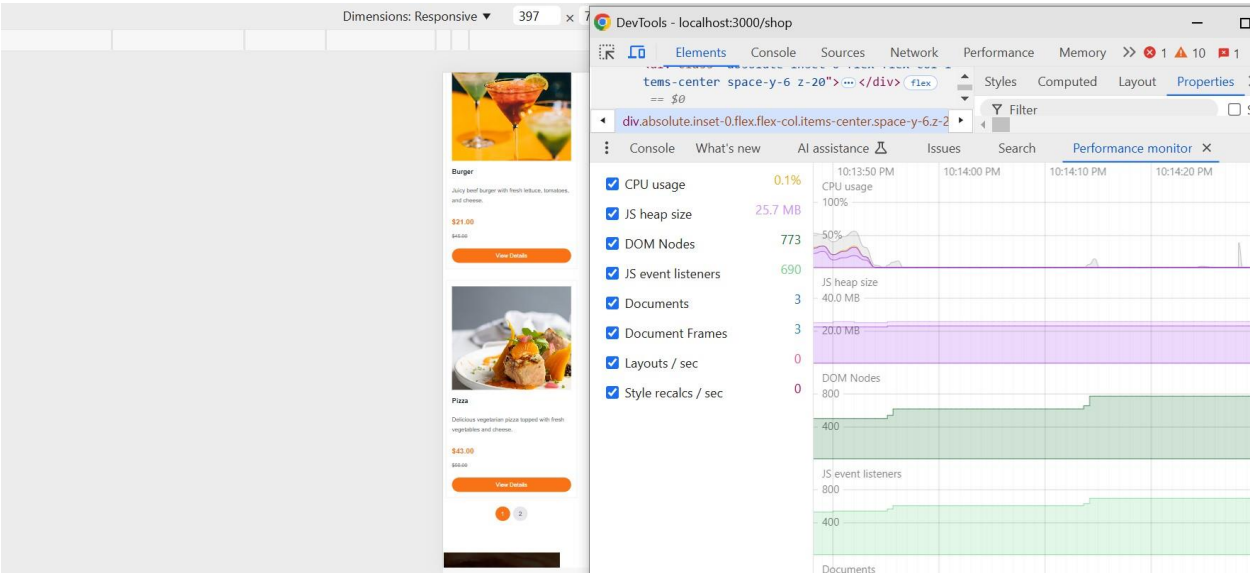 Dimensions: Responsive ▼ 397 × 7
DevTools - localhost:3000/shop
Elements Console Sources Network Performance Memory >> 1 10 1
tems-center space-y-6 z-20">⋯</div> flex
== $0
Styles Computed Layout Properties
Filter
div.absolute.inset-0.flex.flex-col.items-center.space-y-6.z-2
Console What's new AI assistance Issues Search Performance monitor ×
CPU usage 0.1%
JS heap size 25.7 MB
DOM Nodes 773
JS event listeners 690
Documents 3
Document Frames 3
Layouts / sec 0
Style recalcs / sec 0
10:13:50 PM 10:14:00 PM 10:14:10 PM 10:14:20 PM
CPU usage
100%
50%
JS heap size
40.0 MB
20.0 MB
DOM Nodes
800
400
JS event listeners
800
400
Documents
Burger
Juicy beef burger with fresh lettuce, tomatoes,
and cheese.
$21.00
View Details
Pizza
Delicious vegetarian pizza topped with fresh
vegetables and cheese.
$43.00
View Details
1 2